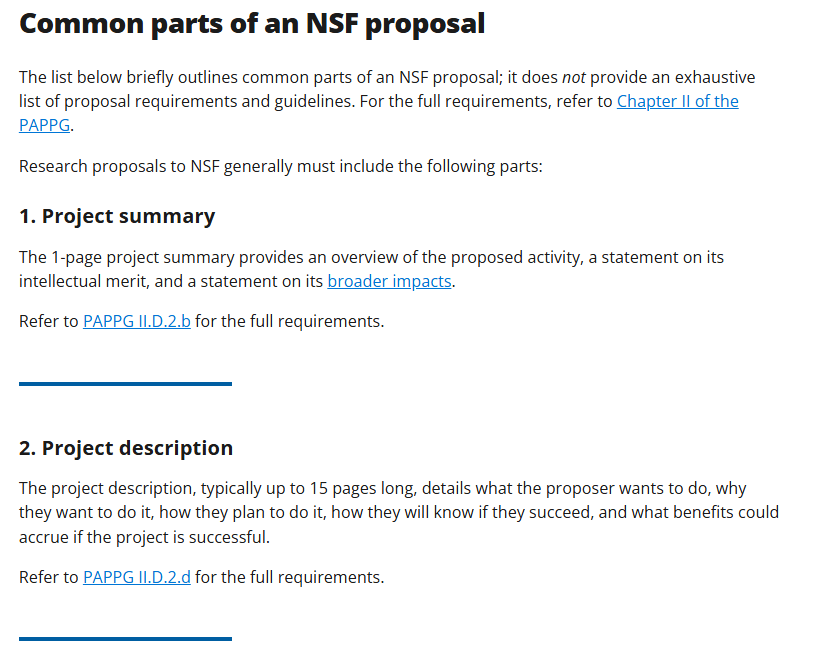 Common parts of an NSF proposal
The list below briefly outlines common parts of an NSF proposal; it does not provide an exhaustive
list of proposal requirements and guidelines. For the full requirements, refer to Chapter II of the
PAPPG.
Research proposals to NSF generally must include the following parts:
1. Project summary
The 1-page project summary provides an overview of the proposed activity, a statement on its
intellectual merit, and a statement on its broader impacts.
Refer to PAPPG II.D.2.b for the full requirements.
2. Project description
The project description, typically up to 15 pages long, details what the proposer wants to do, why
they want to do it, how they plan to do it, how they will know if they succeed, and what benefits could
accrue if the project is successful.
Refer to PAPPG II.D.2.d for the full requirements.